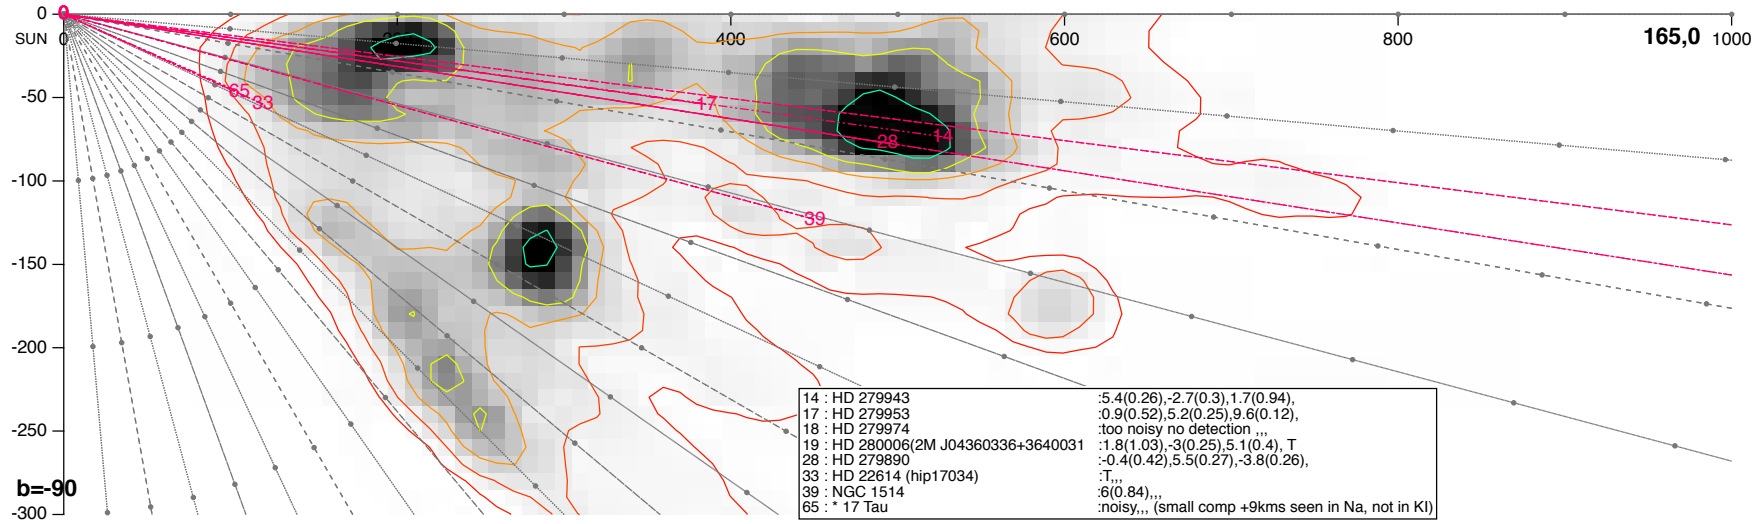 0
0
400
600
800
165,0
1000
SUN 0
-50
65
33
17
14
28
-100
39
-150
-200
-250
b=-90
-300
14 : HD 279943 :5.4(0.26),-2.7(0.3),1.7(0.94),
17 : HD 279953 :0.9(0.52),5.2(0.25),9.6(0.12),
18 : HD 279974 :too noisy no detection ,,,
19 : HD 280006(2M J04360336+3640031 :1.8(1.03),-3(0.25),5.1(0.4), T
28 : HD 279890 :-0.4(0.42),5.5(0.27),-3.8(0.26),
33 : HD 22614 (hip17034) :T,,,
39 : NGC 1514 :6(0.84),,,
65 : * 17 Tau :noisy,,, (small comp +9kms seen in Na, not in KI)